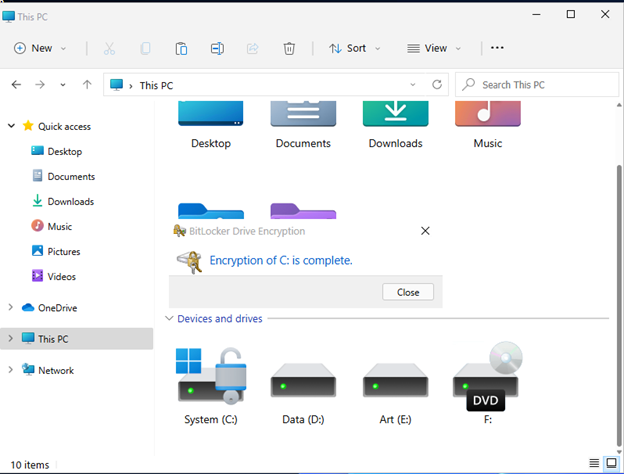 This PC
New
Sort
View
This PC
Search This PC
Quick access
Desktop
Documents
Downloads
Music
Pictures
Videos
OneDrive
This PC
Network
Desktop
Documents
Downloads
Music
BitLocker Drive Encryption
Encryption of C: is complete.
Close
Devices and drives
DVD
System (C:)
Data (D:)
Art (E:)
F:
10 items